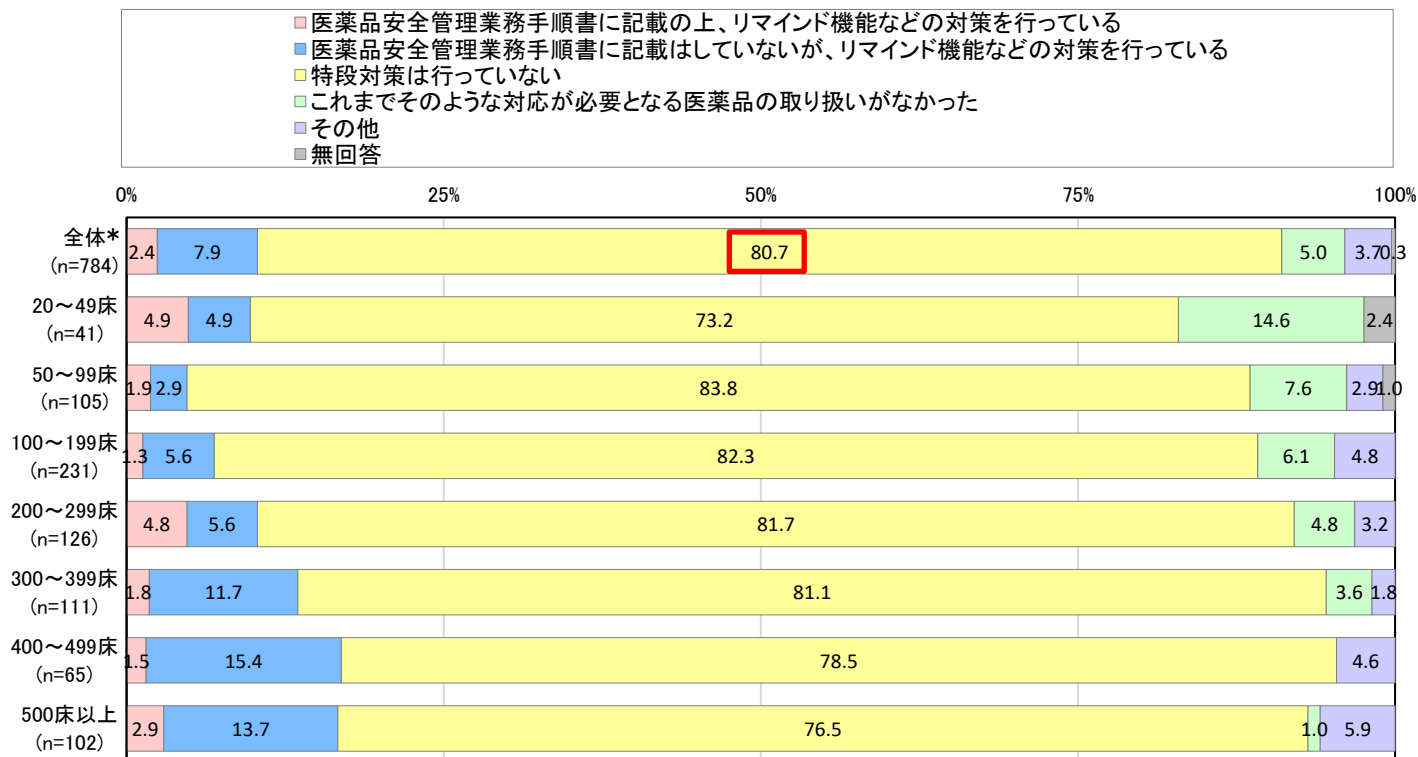 医薬品安全管理業務手順書に記載の上、リマインド機能などの対策を行っている
医薬品安全管理業務手順書に記載はしていないが、リマインド機能などの対策を行っている
特段対策は行っていない
これまでそのような対応が必要となる医薬品の取り扱いがなかった
その他
無回答
0% 25% 50% 75% 100%
全体*
(n=784)
2.4 7.9 80.7 5.0 3.7 0.3
20～49床
(n=41)
4.9 4.9 73.2 14.6 2.4
50～99床
(n=105)
1.9 2.9 83.8 7.6 2.9 1.0
100～199床
(n=231)
1.3 5.6 82.3 6.1 4.8
200～299床
(n=126)
4.8 5.6 81.7 4.8 3.2
300～399床
(n=111)
1.8 11.7 81.1 3.6 1.8
400～499床
(n=65)
1.5 15.4 78.5 4.6
500床以上
(n=102)
2.9 13.7 76.5 1.0 5.9